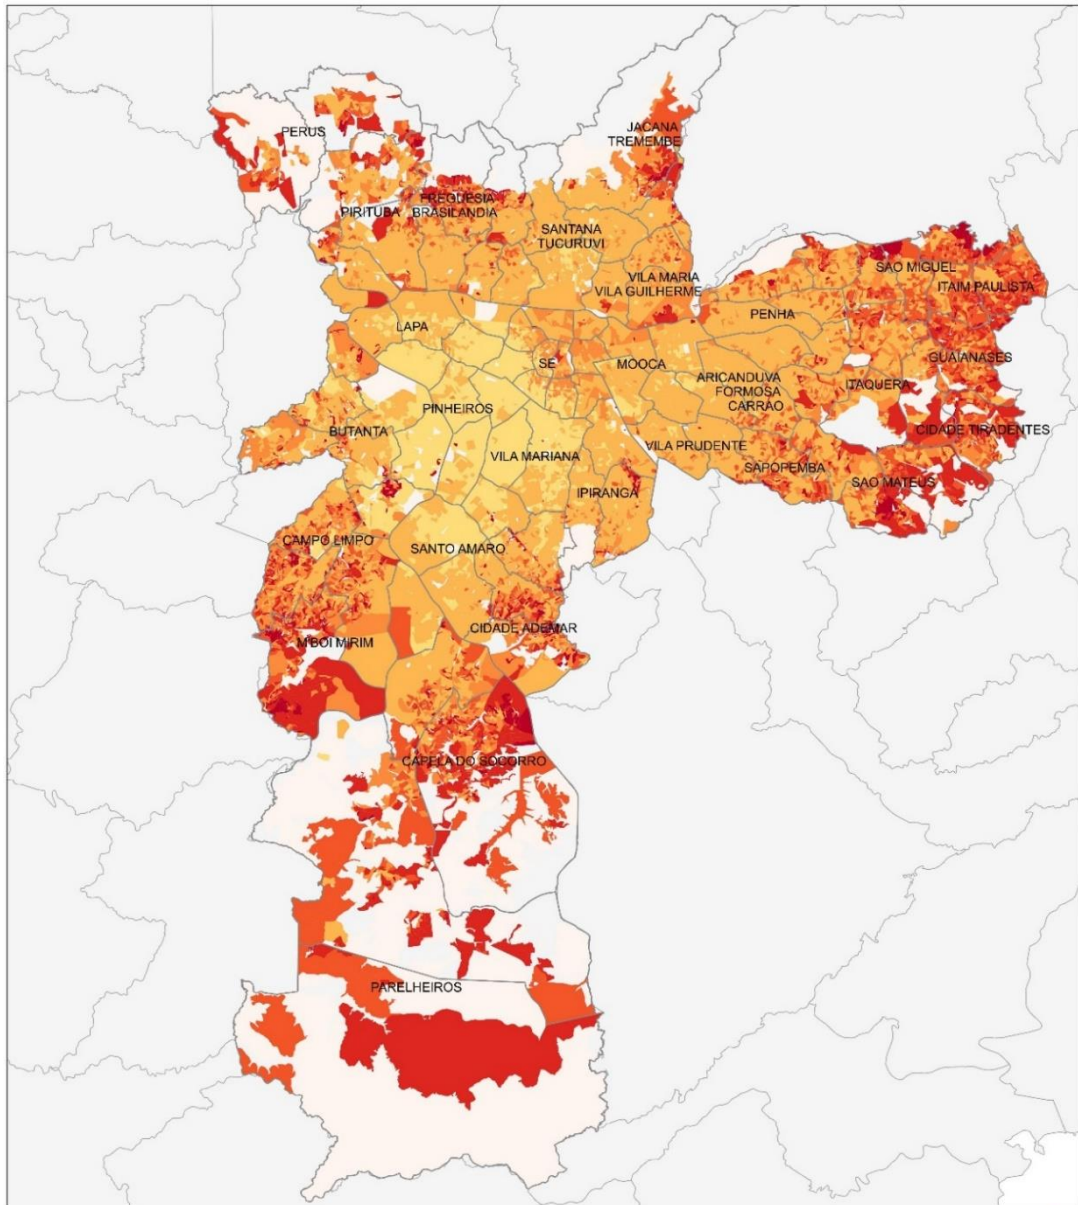 PERUS
JACANA
TREMEMBE
FREGUESIA
BRASILANDIA
PIRITUBA
SANTANA
TUCURUVI
SAO MIGUEL
VILA MARIA
VILA GUILHERME
ITAIM PAULISTA
PENHA
LAPA
SE
MOOCA
GUAIANASES
ARICANDUVA
FORMOSA
CARRAO
ITAQUERA
PINHEIROS
BUTANTA
CIDADE TIRADENTES
VILA PRUDENTE
VILA MARIANA
SAPOPEMBA
SAO MATEUS
IPIRANGA
CAMPO LIMPO
SANTO AMARO
CIDADE ADEMAR
M'BOI MIRIM
CAPELA DO SOCORRO
PARELHEIROS